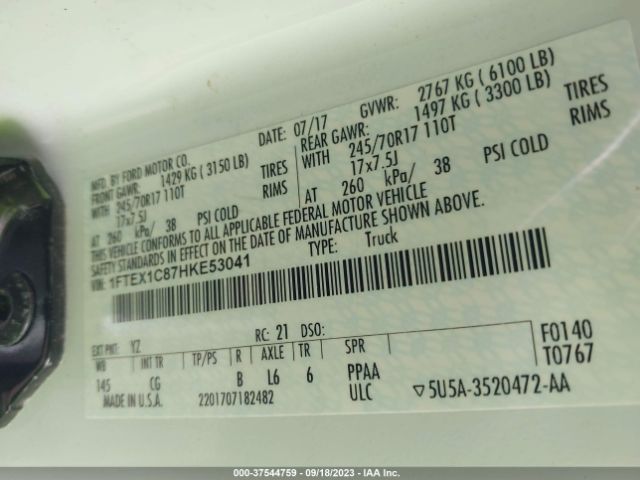 MFD. BY FORD MOTOR CO.
DATE: 07/17
GVWR: 2767 KG ( 6100 LB)
FRONT GAWR: 1429 KG ( 3150 LB)
REAR GAWR: 1497 KG ( 3300 LB)
WITH 245/70R17 110T TIRES
WITH 245/70R17 110T TIRES
17x7.5J RIMS
17x7.5J RIMS
AT 260 kPa/ 38 PSI COLD
AT 260 kPa/ 38 PSI COLD
THIS VEHICLE CONFORMS TO ALL APPLICABLE FEDERAL MOTOR VEHICLE
SAFETY STANDARDS IN EFFECT ON THE DATE OF MANUFACTURE SHOWN ABOVE.
VIN: 1FTEX1C87HKE53041
TYPE: Truck
EXT PNT: YZ RC: 21 DSO:
F0140
WB INT TR TP/PS R AXLE TR SPR
T0767
145 CG B L6 6 PPAA
MADE IN U.S.A. 2201707182482 ULC ▽5U5A-3520472-AA
000-37544759 - 09/18/2023 - IAAI.COM